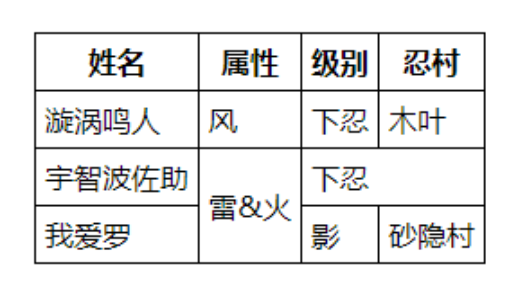 姓名 属性 级别 忍村
漩涡鸣人 风 下忍 木叶
宇智波佐助 雷&火 下忍
我爱罗 影 砂隐村